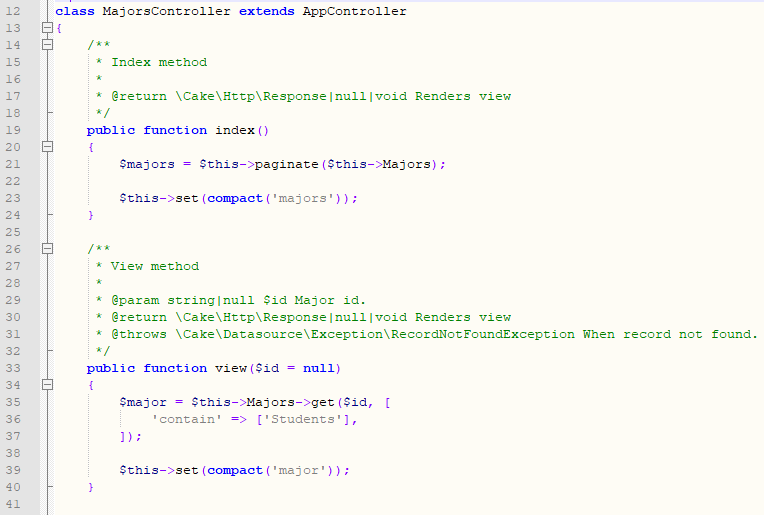 12 class MajorsController extends AppController
13 {
14     /**
15      * Index method
16      *
17      * @return \Cake\Http\Response|null|void Renders view
18      */
19     public function index()
20     {
21         $majors = $this->paginate($this->Majors);
22
23         $this->set(compact('majors'));
24     }
25
26     /**
27      * View method
28      *
29      * @param string|null $id Major id.
30      * @return \Cake\Http\Response|null|void Renders view
31      * @throws \Cake\Datasource\Exception\RecordNotFoundException When record not found.
32      */
33     public function view($id = null)
34     {
35         $major = $this->Majors->get($id, [
36             'contain' => ['Students'],
37         ]);
38
39         $this->set(compact('major'));
40     }
41